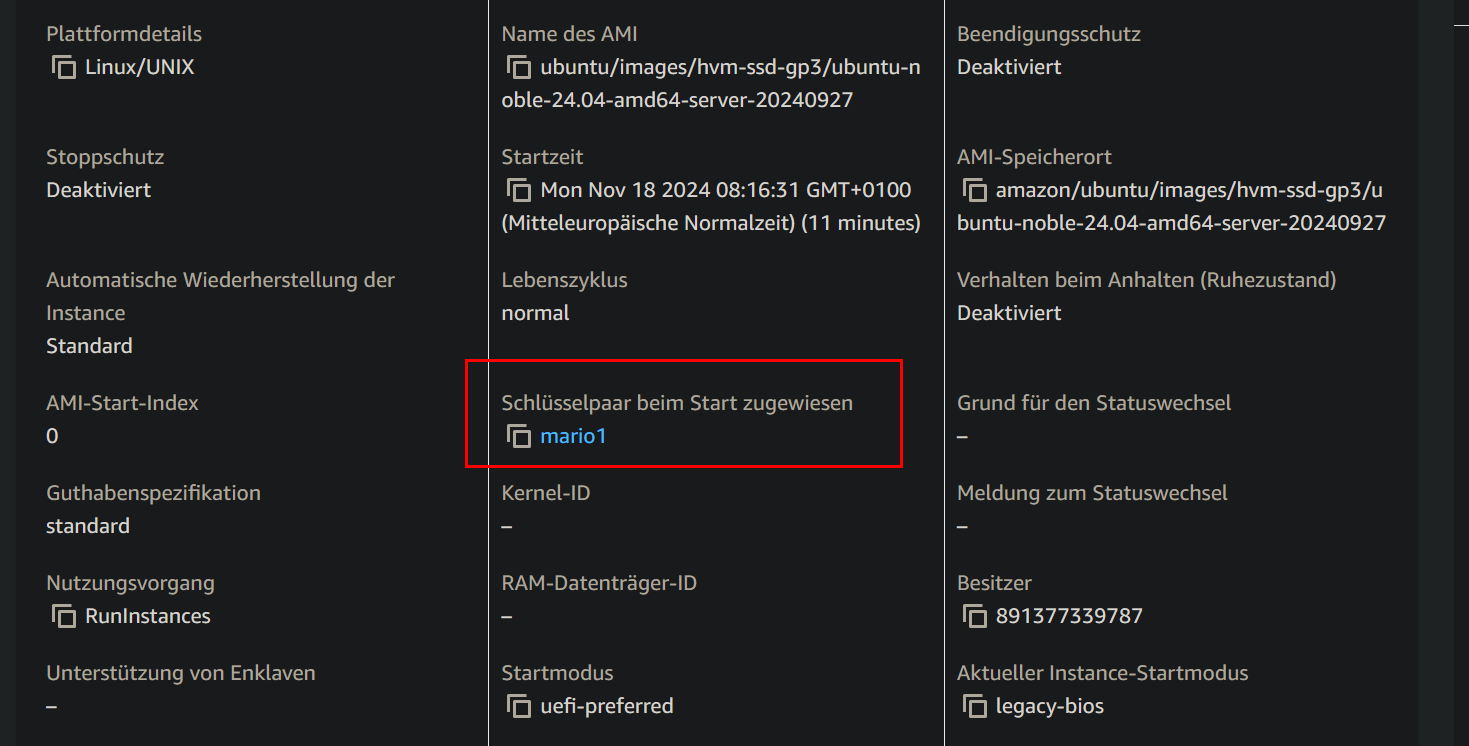 Plattformdetails
Linux/UNIX
Name des AMI
ubuntu/images/hvm-ssd-gp3/ubuntu-n
oble-24.04-amd64-server-20240927
Beendigungsschutz
Deaktiviert
Stoppschutz
Deaktiviert
Startzeit
Mon Nov 18 2024 08:16:31 GMT+0100
(Mitteleuropäische Normalzeit) (11 minutes)
AMI-Speicherort
amazon/ubuntu/images/hvm-ssd-gp3/u
buntu-noble-24.04-amd64-server-20240927
Automatische Wiederherstellung der
Instance
Standard
Lebenszyklus
normal
Verhalten beim Anhalten (Ruhezustand)
Deaktiviert
AMI-Start-Index
0
Schlüsselpaar beim Start zugewiesen
mario1
Grund für den Statuswechsel
–
Guthabenspezifikation
standard
Kernel-ID
–
Meldung zum Statuswechsel
–
Nutzungsvorgang
RunInstances
RAM-Datenträger-ID
–
Besitzer
891377339787
Unterstützung von Enklaven
–
Startmodus
uefi-preferred
Aktueller Instance-Startmodus
legacy-bios